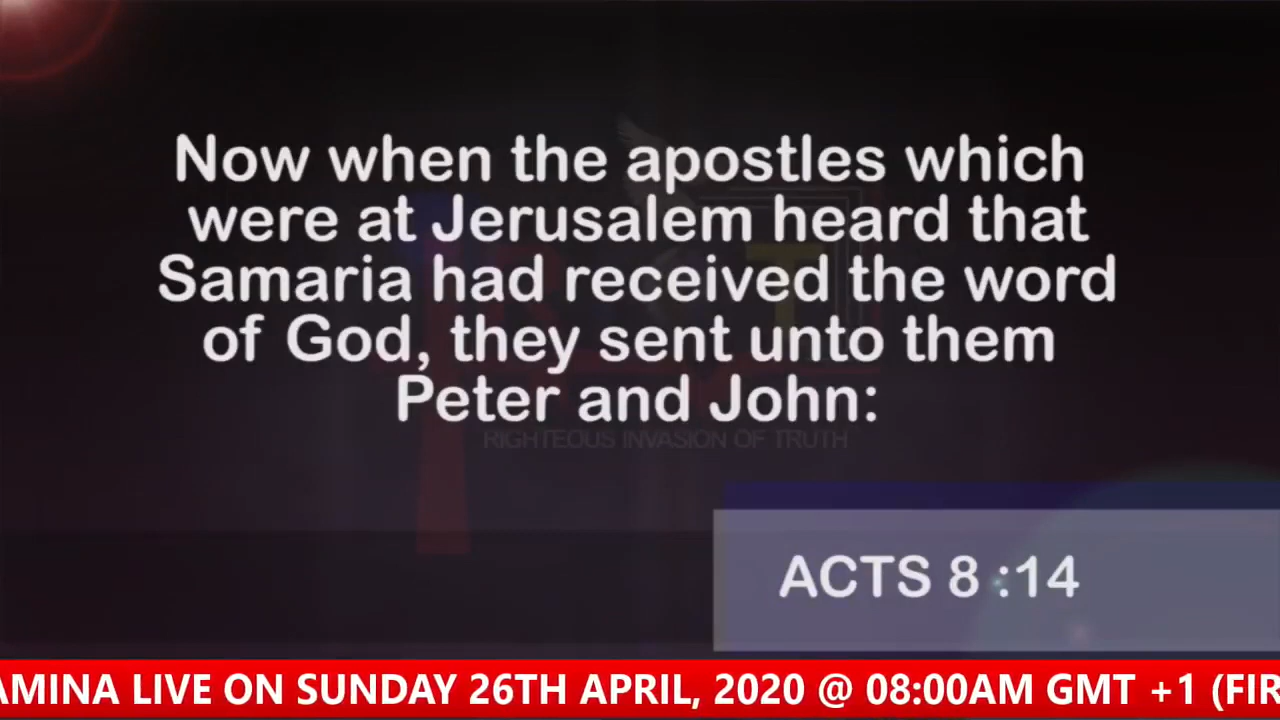 Now when the apostles which
were at Jerusalem heard that
Samaria had received the word
of God, they sent unto them
Peter and John:
RIGHTEOUS INVASION OF TRUTH
ACTS 8 :14
AMINA LIVE ON SUNDAY 26TH APRIL, 2020 @ 08:00AM GMT +1 (FIR